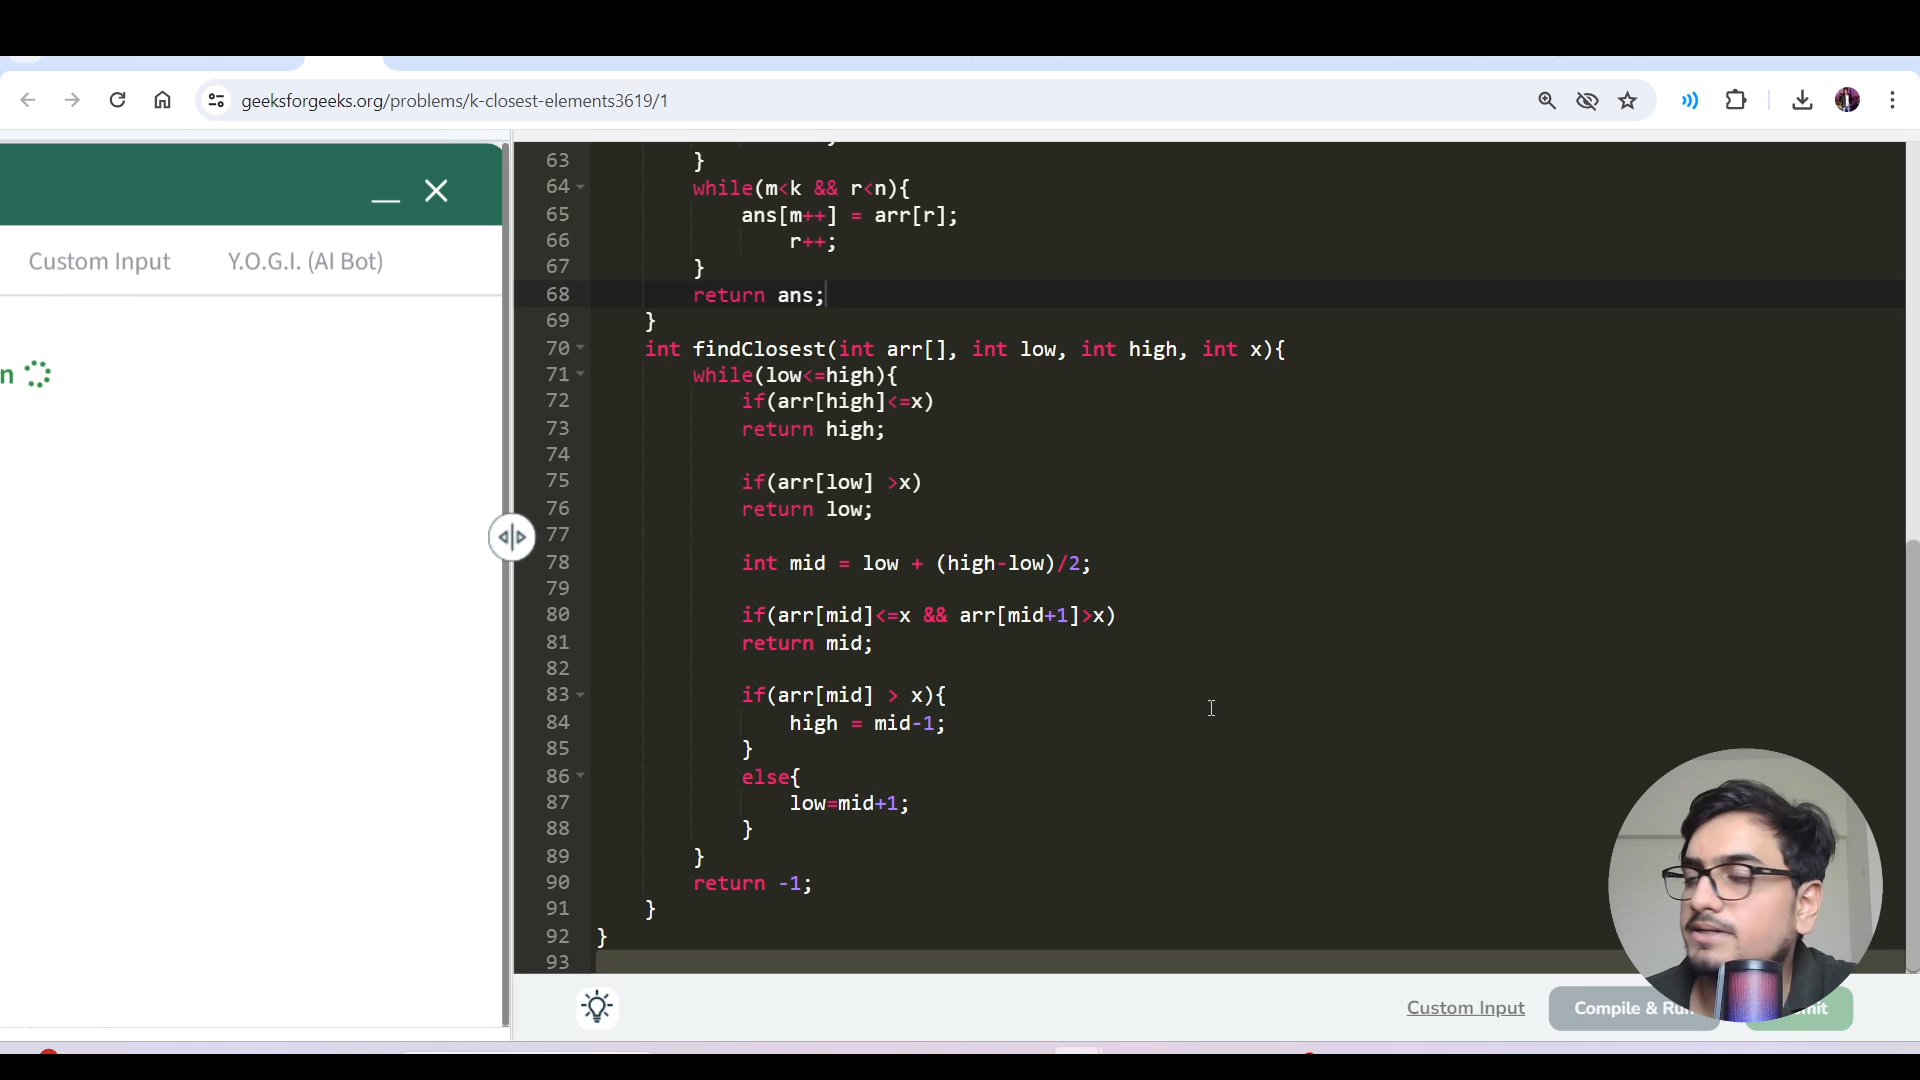 geeksforgeeks.org/problems/k-closest-elements3619/1
Custom Input
Y.O.G.I. (AI Bot)
n
63 }
64 while(m<k && r<n){
65 ans[m++] = arr[r];
66 r++;
67 }
68 return ans;
69 }
70 int findClosest(int arr[], int low, int high, int x){
71 while(low<=high){
72 if(arr[high]<=x)
73 return high;
74
75 if(arr[low] >x)
76 return low;
77
78 int mid = low + (high-low)/2;
79
80 if(arr[mid]<=x && arr[mid+1]>x)
81 return mid;
82
83 if(arr[mid] > x){
84 high = mid-1;
85 }
86 else{
87 low=mid+1;
88 }
89 }
90 return -1;
91 }
92 }
93
Custom Input
Compile &